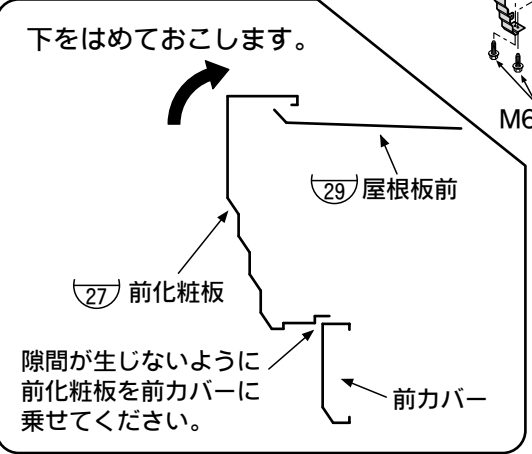 下をはめておこします。
M6
29 屋根板前
27 前化粧板
隙間が生じないように
前化粧板を前カバーに
乗せてください。
前カバー